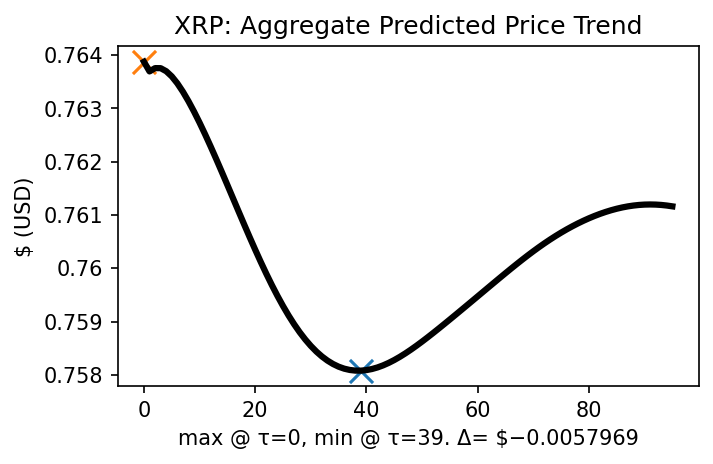 XRP: Aggregate Predicted Price Trend
0.764
0.763
0.762
0.761
0.76
0.759
0.758
$ (USD)
0 20 40 60 80
max @ τ=0, min @ τ=39. Δ= $−0.0057969